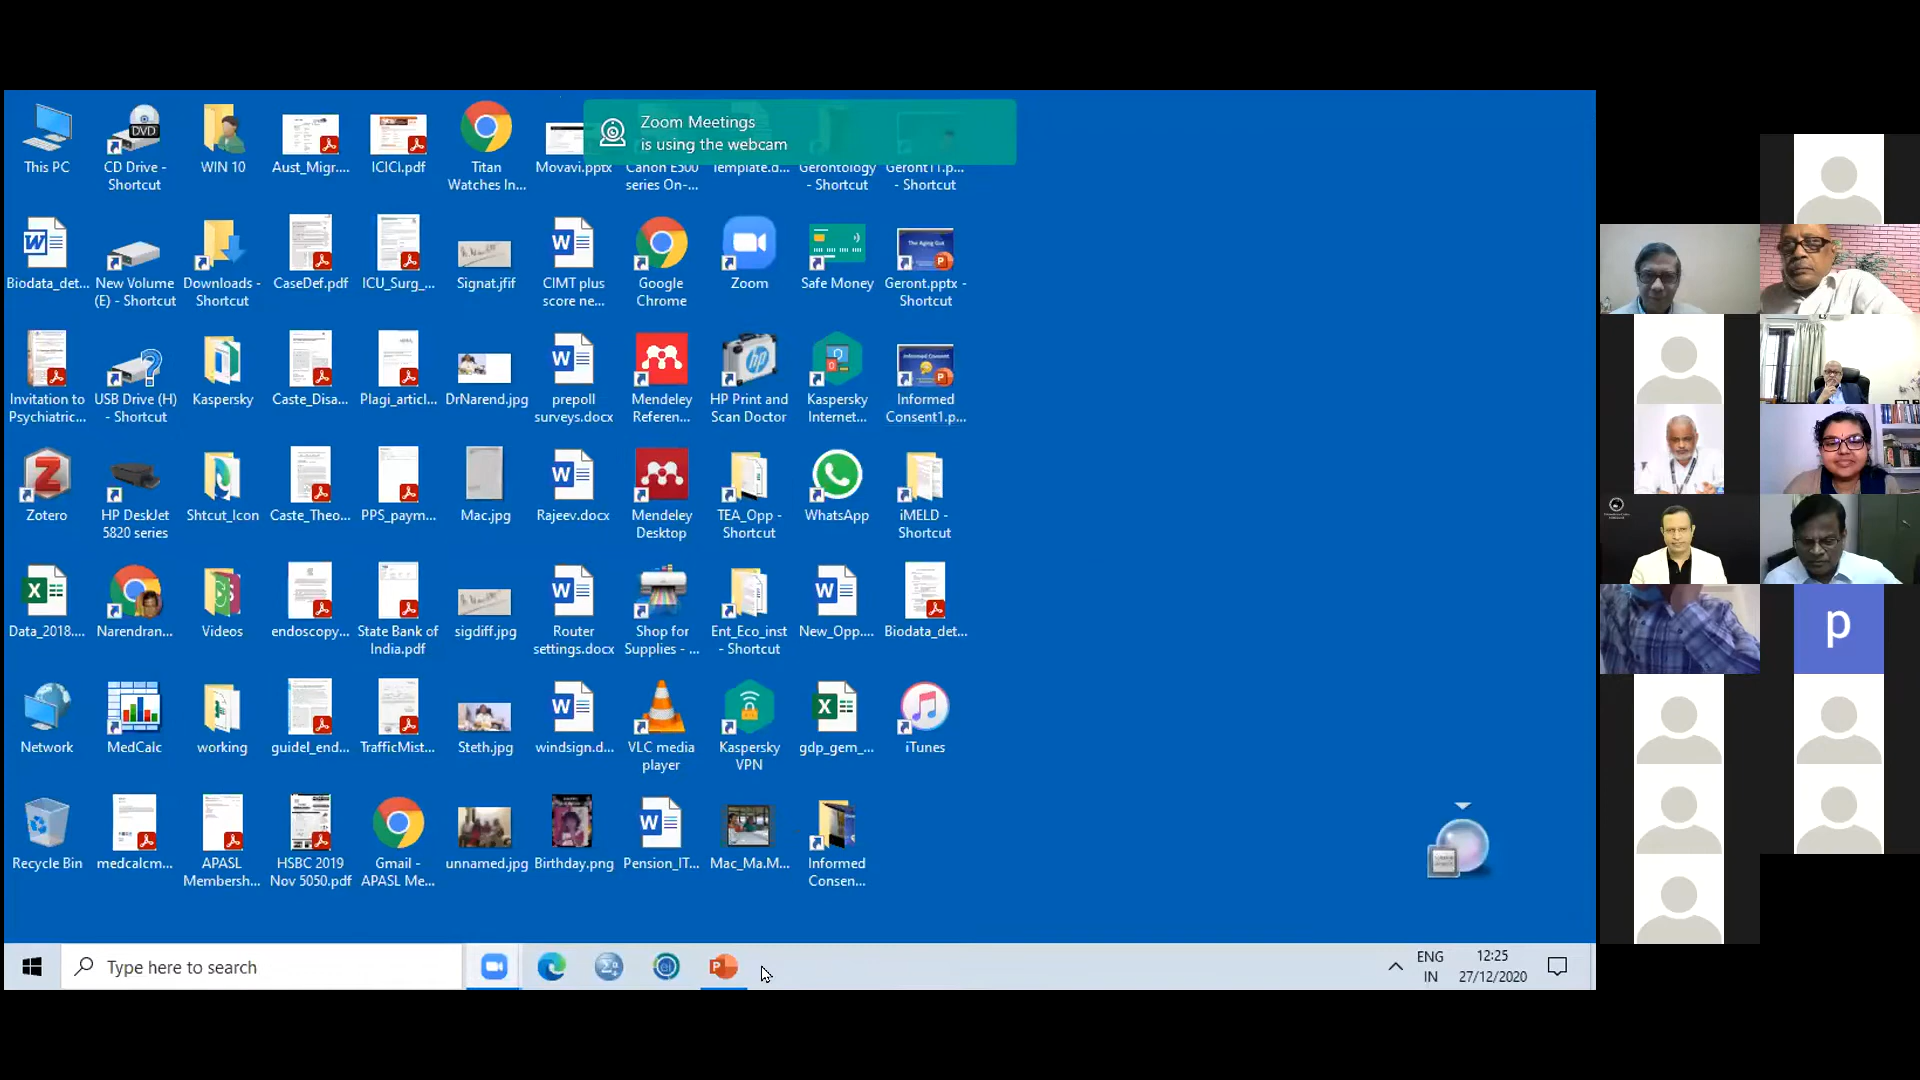 Zoom Meetings
is using the webcam
This PC
CD Drive -
Shortcut
WIN 10
Aust_Migr....
ICICI.pdf
Titan
Watches In...
Movavi.pptx
Canon E500
series On-...
Template.d...
Gerontology
- Shortcut
Geront11.p...
- Shortcut
Biodata_det...
New Volume
(E) - Shortcut
Downloads -
Shortcut
CaseDef.pdf
ICU_Surg_...
Signat.jfif
CIMT plus
score ne...
Google
Chrome
Zoom
Safe Money
The Aging Gut
Geront.pptx -
Shortcut
Invitation to
Psychiatric...
USB Drive (H)
- Shortcut
Kaspersky
Caste_Disa...
Plagi_articl...
DrNarend.jpg
prepoll
surveys.docx
Mendeley
Referen...
HP Print and
Scan Doctor
Kaspersky
Internet...
Informed Consent
Informed
Consent1.p...
Zotero
HP DeskJet
5820 series
Shtcut_Icon
Caste_Theo...
PPS_paym...
Mac.jpg
Rajeev.docx
Mendeley
Desktop
TEA_Opp -
Shortcut
WhatsApp
iMELD -
Shortcut
Data_2018....
Narendran...
Videos
endoscopy...
State Bank of
India.pdf
sigdiff.jpg
Router
settings.docx
Shop for
Supplies - ...
Ent_Eco_inst
- Shortcut
New_Opp....
Biodata_det...
Network
MedCalc
working
guidel_end...
TrafficMist...
Steth.jpg
windsign.d...
VLC media
player
Kaspersky
VPN
gdp_gem_...
iTunes
Recycle Bin
medcalcm...
APASL
Membersh...
HSBC 2019
Nov 5050.pdf
Gmail -
APASL Me...
unnamed.jpg
Birthday.png
Pension_IT...
Mac_Ma.M...
Informed
Consen...
DVD
hp
p
Type here to search
ENG
IN
12:25
27/12/2020